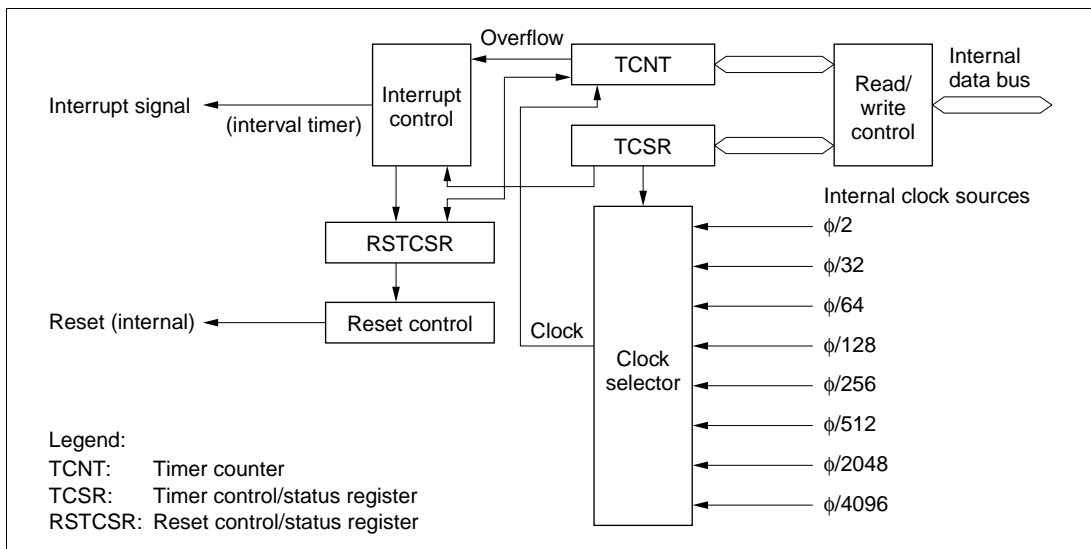 Overflow
TCNT
Interrupt signal
(interval timer)
Interrupt
control
Read/
write
control
Internal
data bus
TCSR
Internal clock sources
RSTCSR
Reset (internal)
Reset control
Clock
Clock
selector
ϕ/2
ϕ/32
ϕ/64
ϕ/128
ϕ/256
ϕ/512
ϕ/2048
ϕ/4096
Legend:
TCNT: Timer counter
TCSR: Timer control/status register
RSTCSR: Reset control/status register